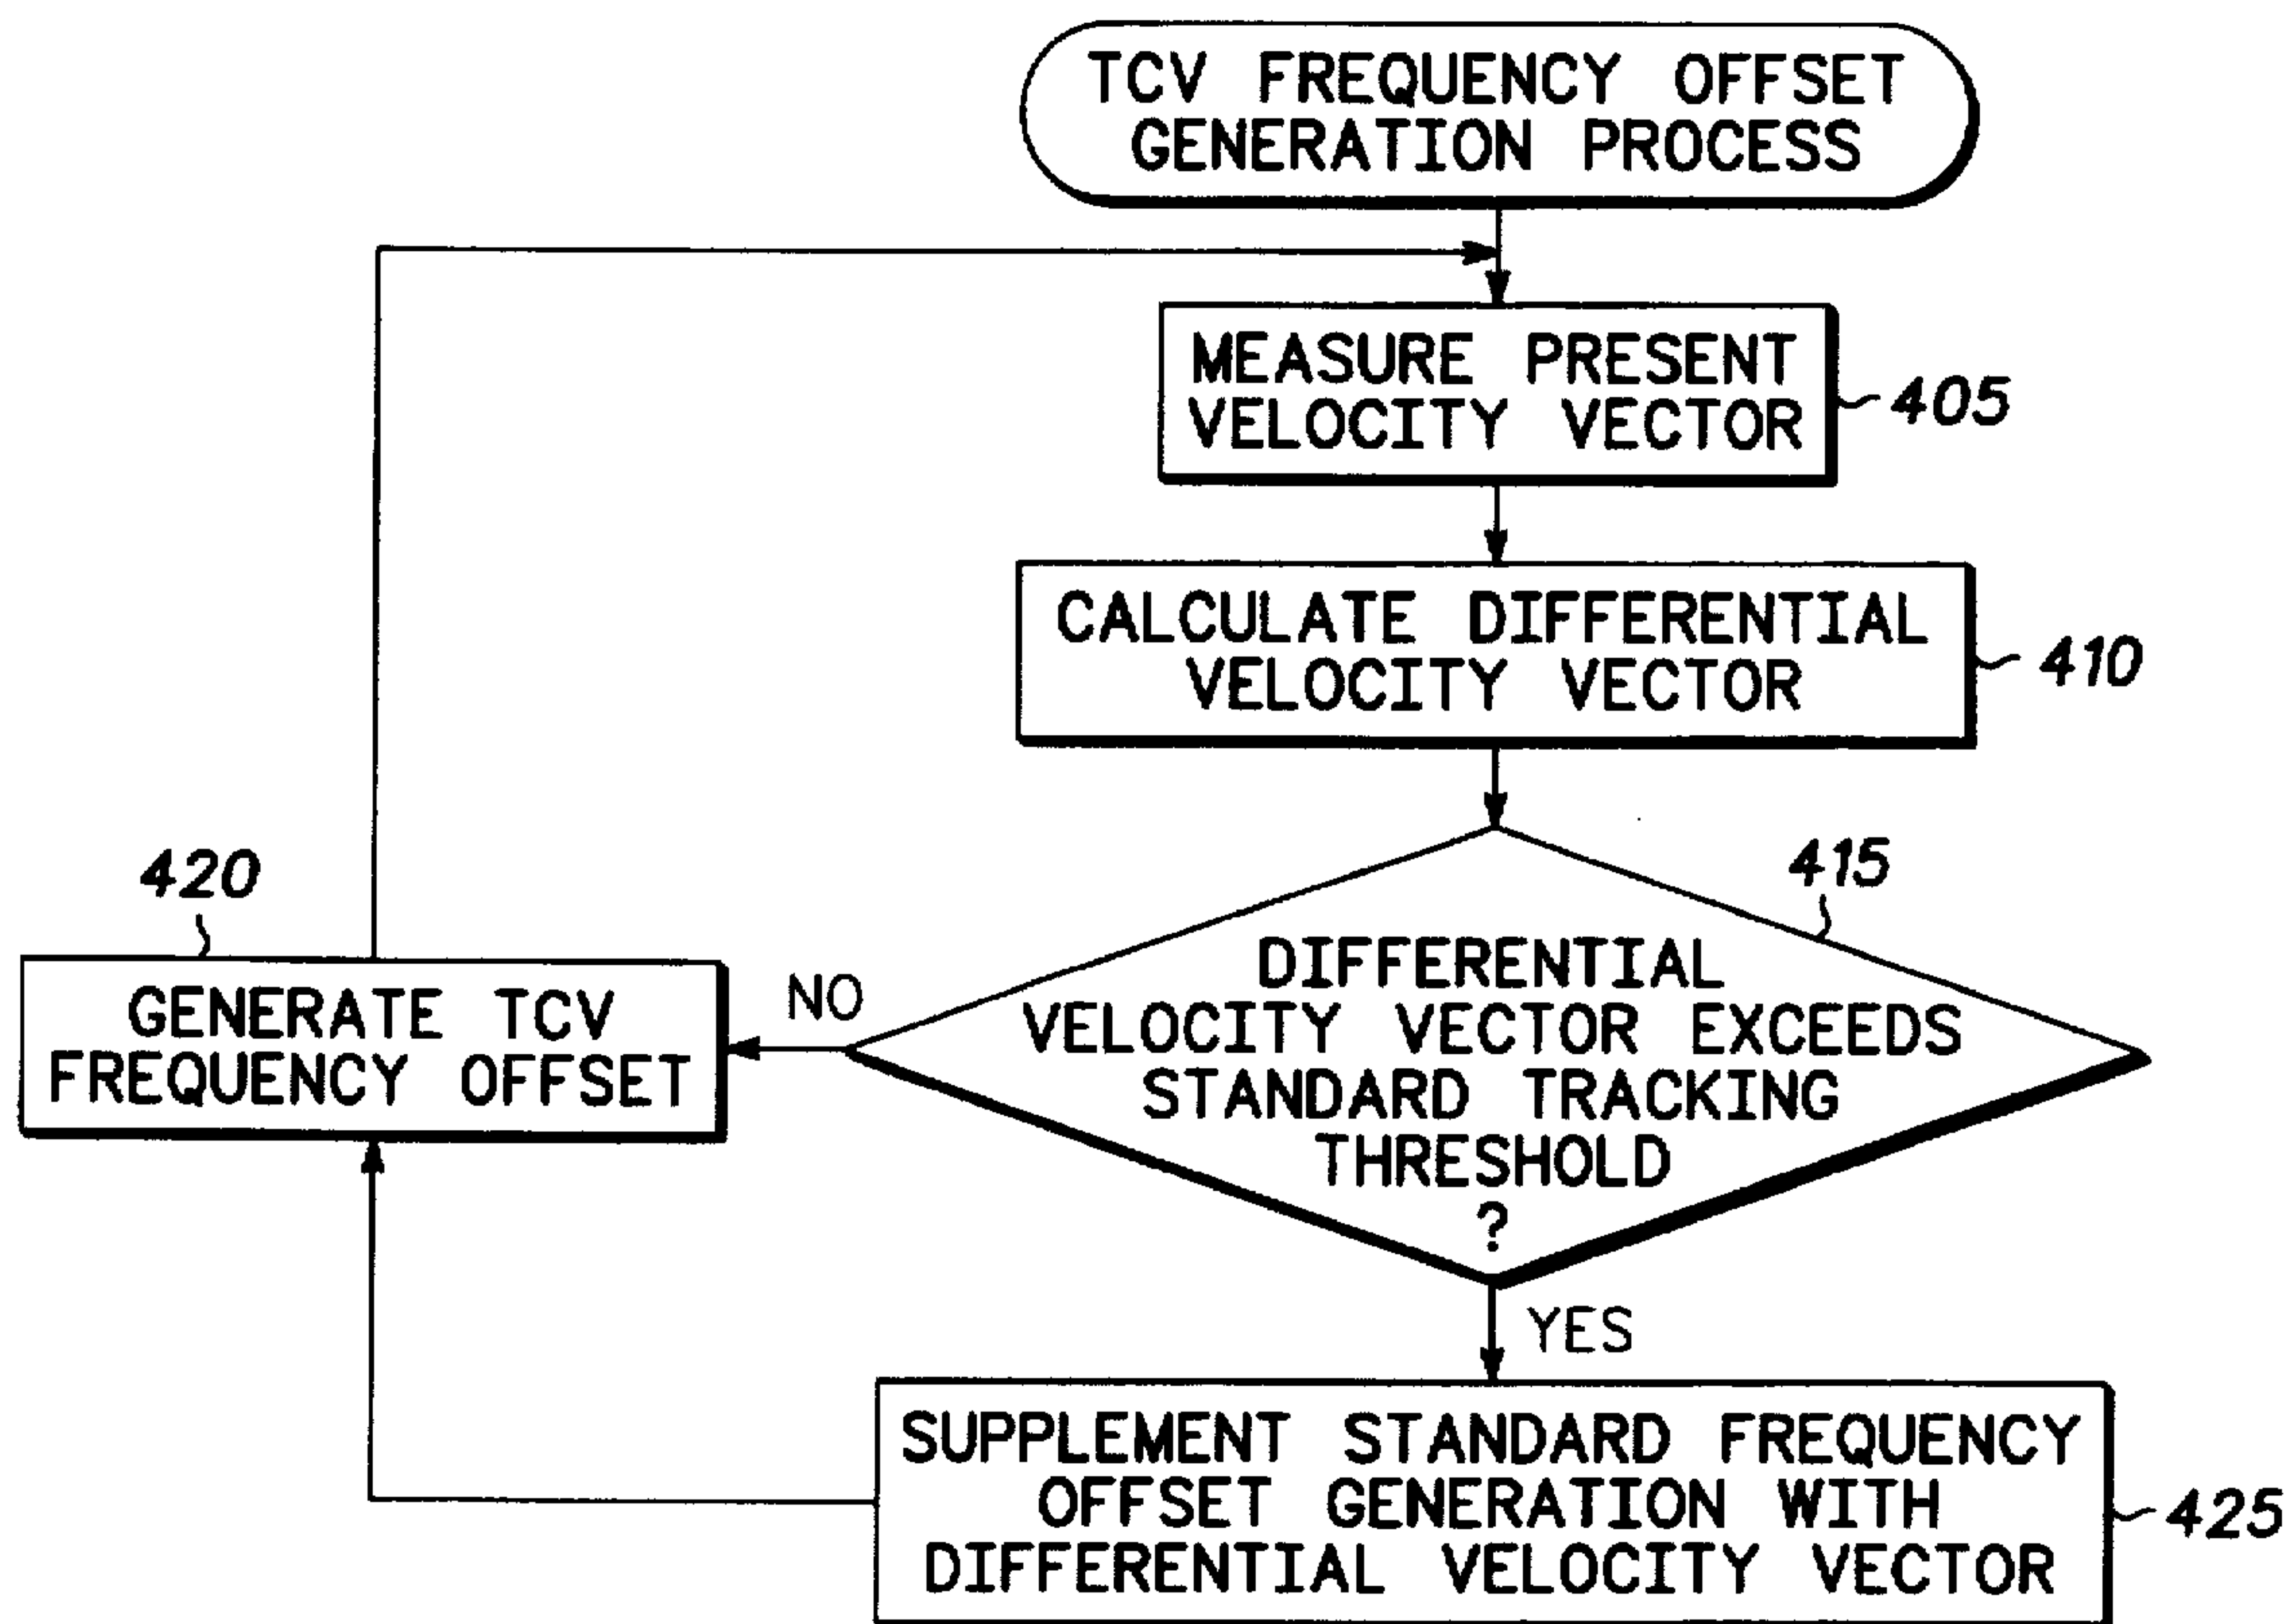 TCV FREQUENCY OFFSET
GENERATION PROCESS
MEASURE PRESENT
VELOCITY VECTOR
405
CALCULATE DIFFERENTIAL
VELOCITY VECTOR
410
415
DIFFERENTIAL
VELOCITY VECTOR EXCEEDS
STANDARD TRACKING
THRESHOLD
?
NO
420
GENERATE TCV
FREQUENCY OFFSET
YES
SUPPLEMENT STANDARD FREQUENCY
OFFSET GENERATION WITH
DIFFERENTIAL VELOCITY VECTOR
425